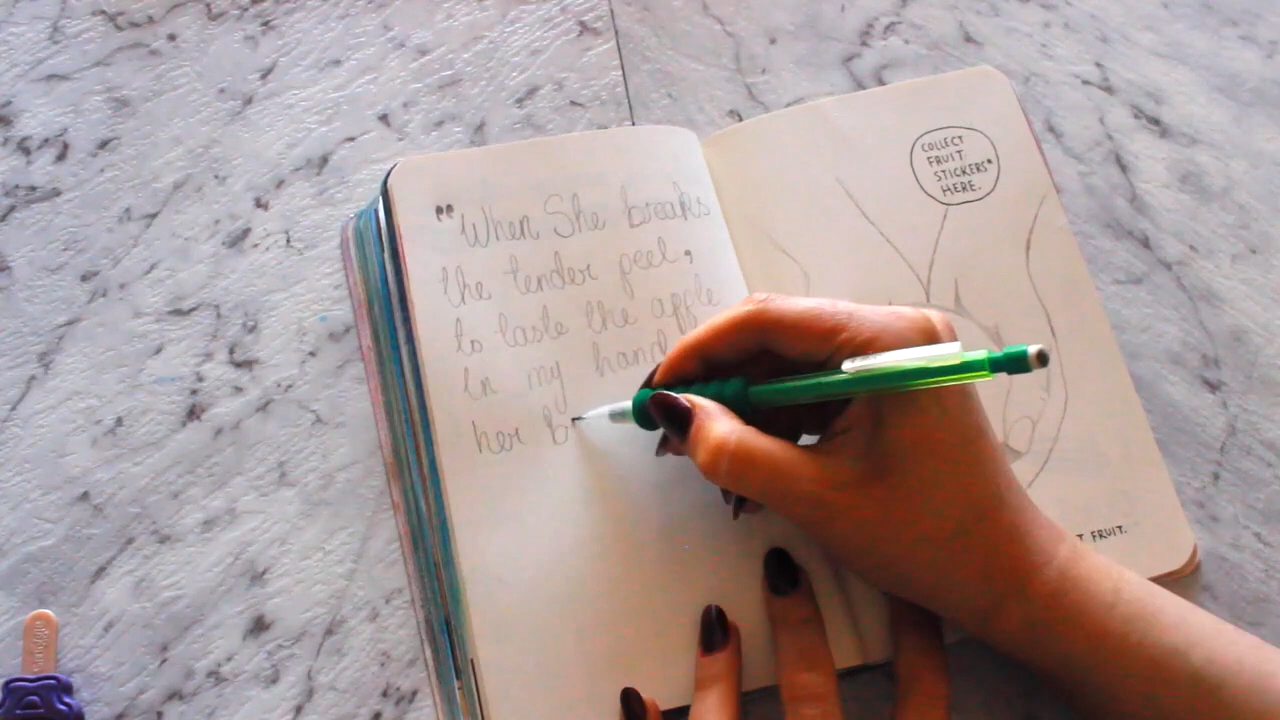 "When She breaks
the tender peel,
to taste the apple
in my hand
her b
COLLECT
FRUIT
STICKERS*
HERE.
T FRUIT.